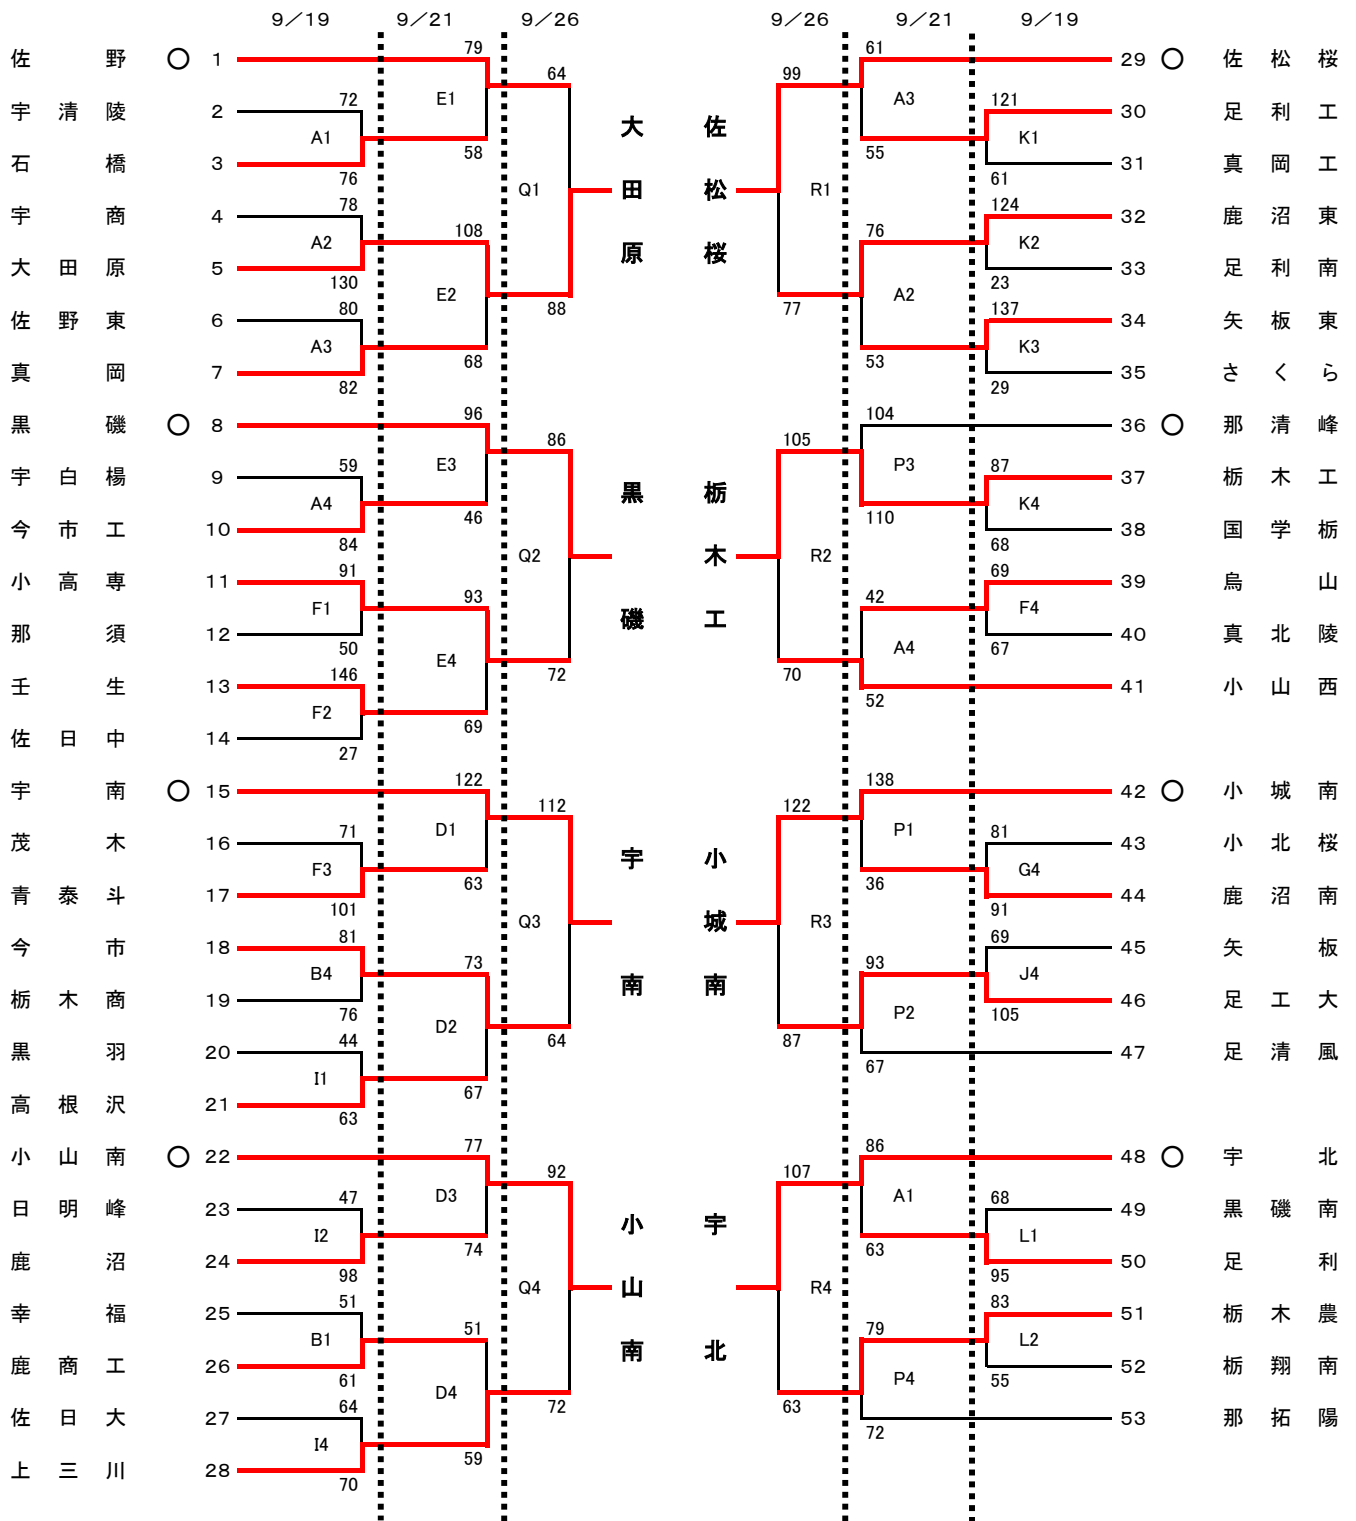 9／19 9／21 9／26 9／26 9／21 9／19
佐野 ○ 1 79 64 99 61 29 ○ 佐松桜
宇清陵 2 72 E1 A3 121 30 足利工
A1 K1
石橋 3 76 58 55 61 31 真岡工
Q1 R1
宇商 4 78 124 32 鹿沼東
A2 108 76 K2
大田原 5 130 E2 88 77 A2 23 33 足利南
佐野東 6 80 137 34 矢板東
A3 K3
真岡 7 82 68 53 29 35 さくら
大田原 佐松桜
黒磯 ○ 8 96 86 105 104 36 ○ 那清峰
宇白楊 9 59 E3 P3 87 37 栃木工
A4 K4
今市工 10 84 46 110 68 38 国学栃
Q2 R2
小高専 11 91 69 39 烏山
F1 93 42 F4
那須 12 50 67 40 真北陵
E4 72 70 A4
壬生 13 146 52 41 小山西
F2 69
佐日中 14 27
黒磯 栃木工
宇南 ○ 15 122 112 122 138 42 ○ 小城南
茂木 16 71 D1 P1 81 43 小北桜
F3 G4
青泰斗 17 101 63 36 91 44 鹿沼南
Q3 R3
今市 18 81 69 45 矢板
B4 73 93 J4
栃木商 19 76 105 46 足工大
D2 64 87 P2
黒羽 20 44 67 47 足清風
I1 67
高根沢 21 63
宇南 小城南
小山南 ○ 22 77 92 107 86 48 ○ 宇北
日明峰 23 47 D3 A1 68 49 黒磯南
I2 L1
鹿沼 24 98 74 63 95 50 足利
Q4 R4
幸福 25 51 83 51 栃木農
B1 51 79 L2
鹿商工 26 61 55 52 栃翔南
D4 72 63 P4
佐日大 27 64 72 53 那拓陽
I4 59
上三川 28 70
小山南 宇北